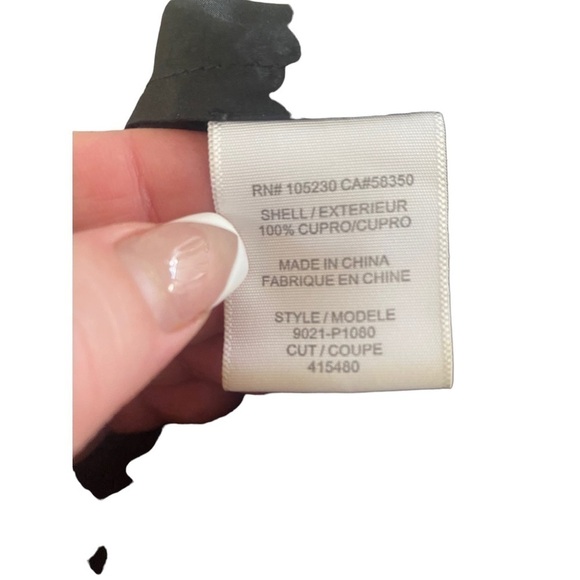 RN# 105230 CA#58350
SHELL / EXTERIEUR
100% CUPRO/CUPRO
MADE IN CHINA
FABRIQUE EN CHINE
STYLE / MODELE
9021-P1080
CUT / COUPE
415480